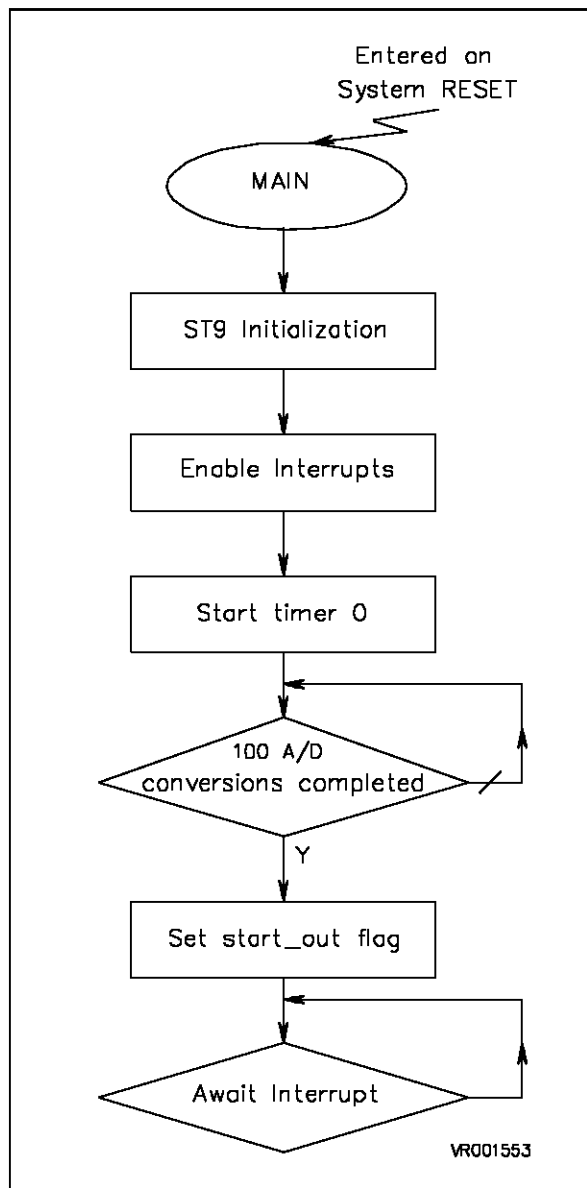 Entered on
System RESET
MAIN
ST9 Initialization
Enable Interrupts
Start timer 0
100 A/D
conversions completed
Y
Set start_out flag
Await Interrupt
VR001553